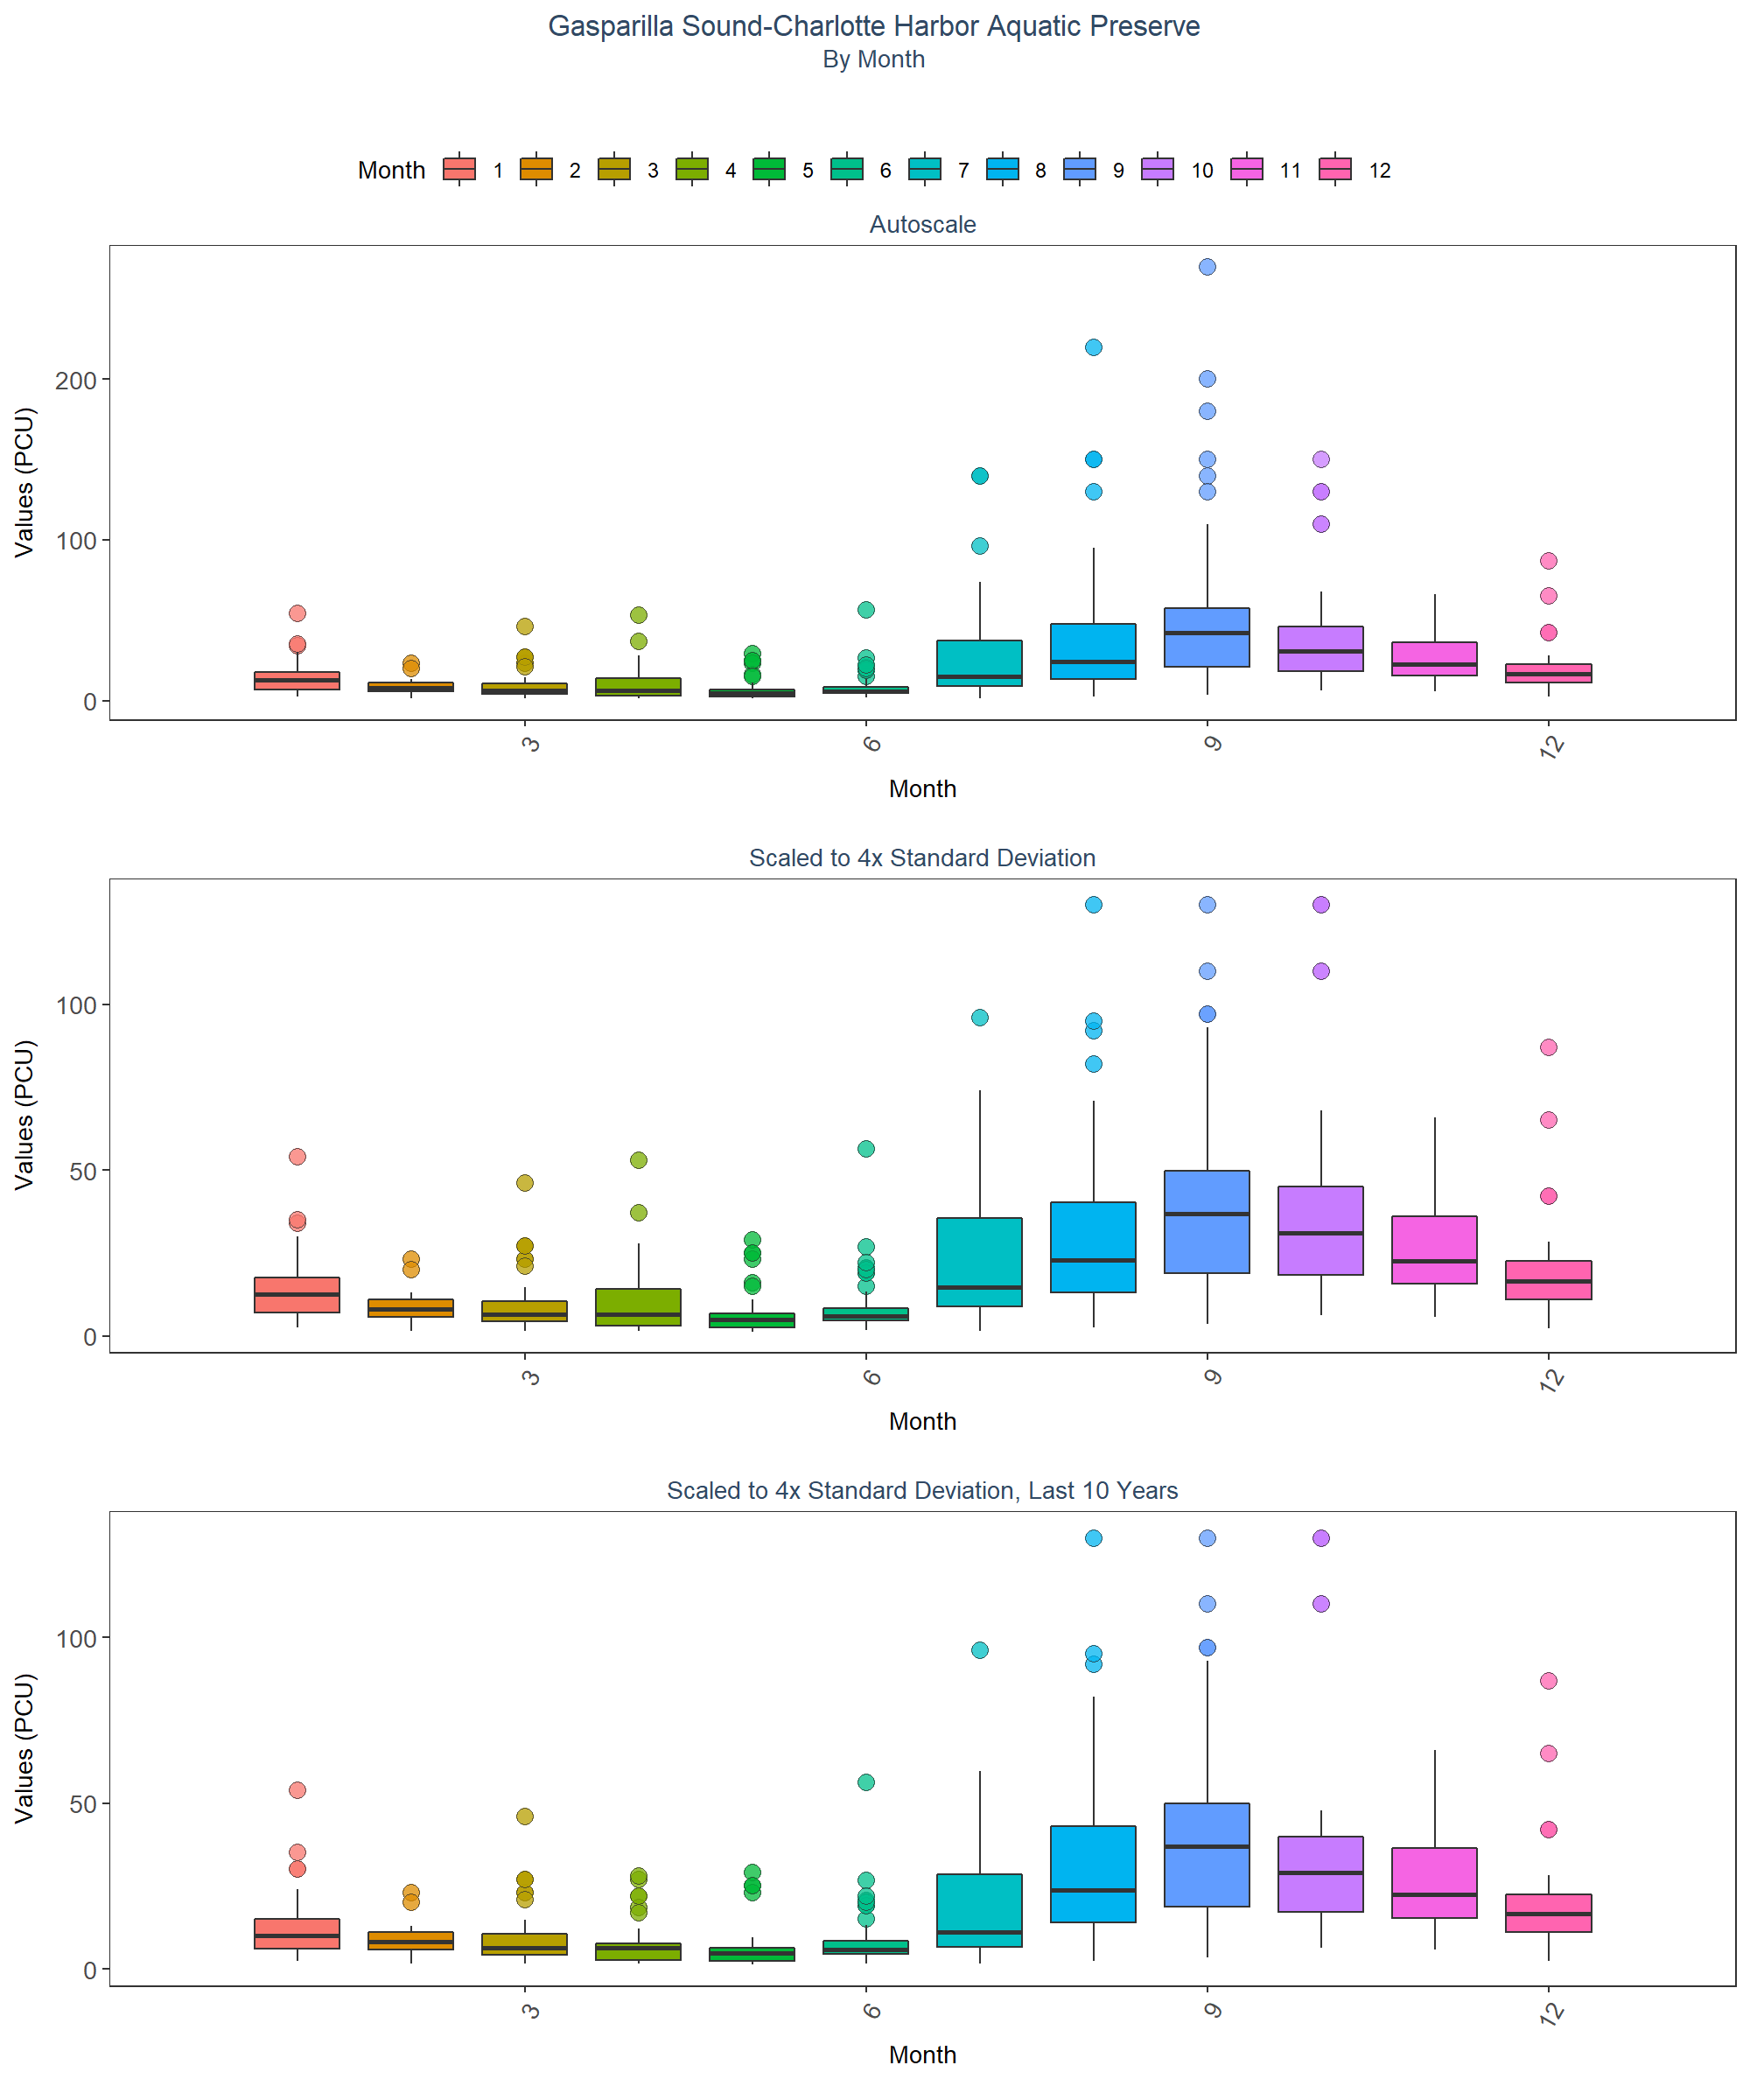 Gasparilla Sound-Charlotte Harbor Aquatic Preserve
By Month
Month 1 2 3 4 5 6 7 8 9 10 11 12
Autoscale
Values (PCU)
200
100
0
3 6 9 12
Month
Scaled to 4x Standard Deviation
Values (PCU)
100
50
0
3 6 9 12
Month
Scaled to 4x Standard Deviation, Last 10 Years
Values (PCU)
100
50
0
3 6 9 12
Month